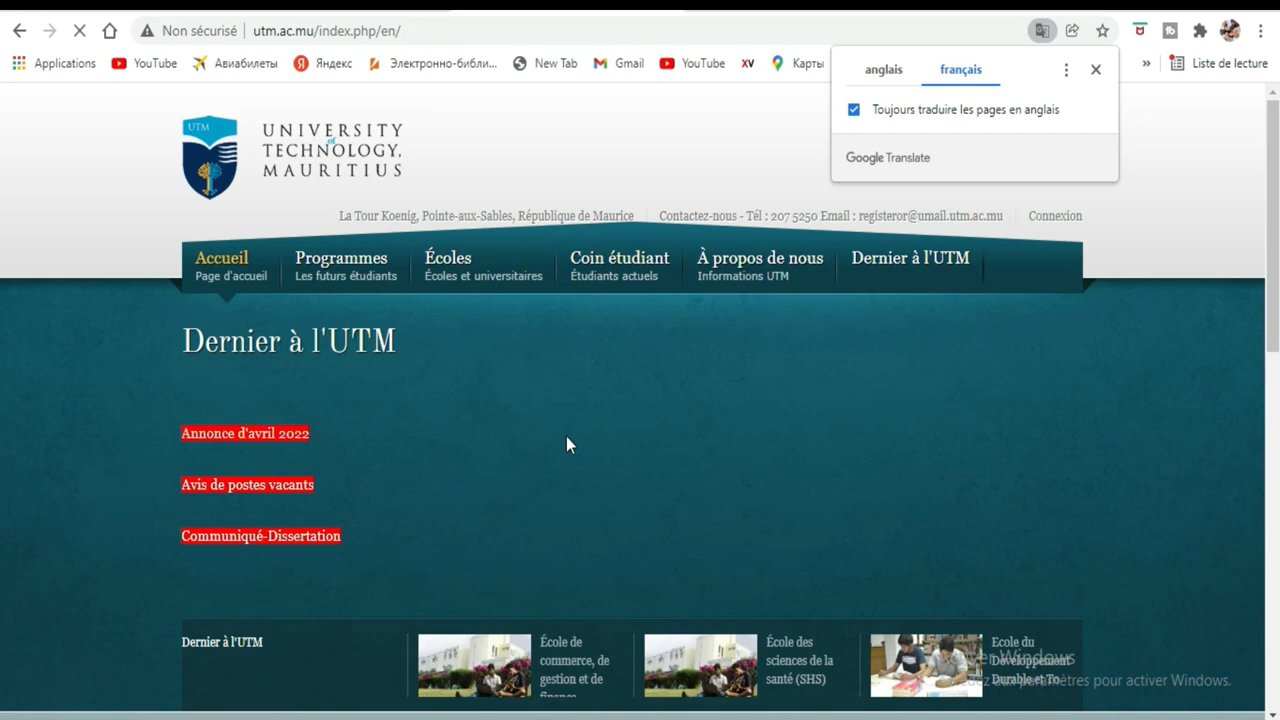 Non sécurisé
utm.ac.mu/index.php/en/
Applications
YouTube
Авиабилеты
Яндекс
Электронно-библи...
New Tab
Gmail
YouTube
XV
Карты
»
Liste de lecture
anglais
français
Toujours traduire les pages en anglais
Google Translate
UTM
UNIVERSITY
of
TECHNOLOGY,
MAURITIUS
La Tour Koenig, Pointe-aux-Sables, République de Maurice
Contactez-nous - Tél : 207 5250 Email : registeror@umail.utm.ac.mu
Connexion
Accueil
Page d'accueil
Programmes
Les futurs étudiants
Écoles
Écoles et universitaires
Coin étudiant
Étudiants actuels
À propos de nous
Informations UTM
Dernier à l'UTM
Dernier à l'UTM
Annonce d'avril 2022
Avis de postes vacants
Communiqué-Dissertation
Dernier à l'UTM
École de
commerce, de
gestion et de
finance
École des
sciences de la
santé (SHS)
Ecole du
Développement
Durable et To
Windows
paramètres pour activer Windows.